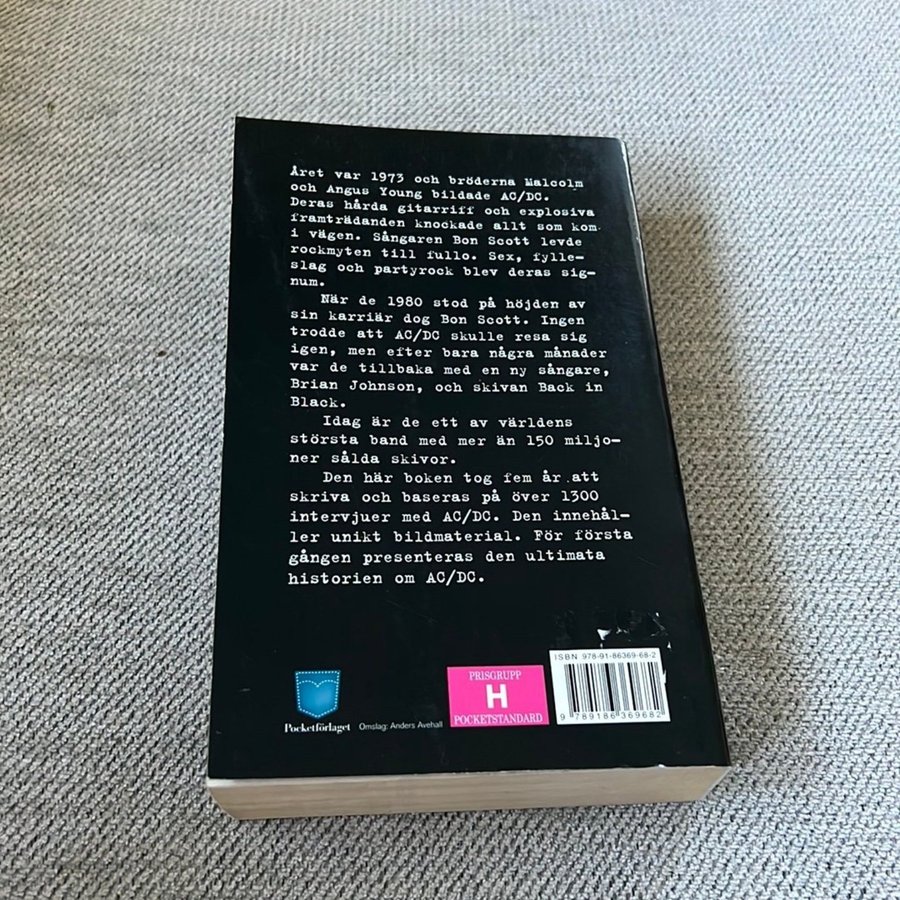 Året var 1973 och bröderna Malcolm
och Angus Young bildade AC/DC.
Deras hårda gitarriff och explosiva
framträdanden knockade allt som kom
i vägen. Sångaren Bon Scott levde
rockmyten till fullo. Sex, fylle-
slag och partyrock blev deras sig-
num.
När de 1980 stod på höjden av
sin karriär dog Bon Scott. Ingen
trodde att AC/DC skulle resa sig
igen, men efter bara några månader
var de tillbaka med en ny sångare,
Brian Johnson, och skivan Back in
Black.
Idag är de ett av världens
största band med mer än 150 miljo-
ner sålda skivor.
Den här boken tog fem år att
skriva och baseras på över 1300
intervjuer med AC/DC. Den innehål-
ler unikt bildmaterial. För första
gången presenteras den ultimata
historien om AC/DC.
Pocketförlaget
Omslag: Anders Avehall
PRISGRUPP
H
POCKETSTANDARD
ISBN 978-91-86369-68-2
9 789186 369682